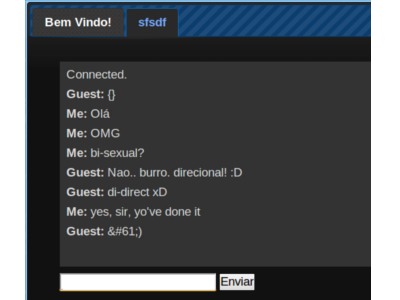 Bem Vindo! sfsdf
Connected.
Guest: {}
Me: Olá
Me: OMG
Me: bi-sexual?
Guest: Nao.. burro. direcional! :D
Guest: di-direct xD
Me: yes, sir, yo've done it
Guest: &#61;)
Enviar